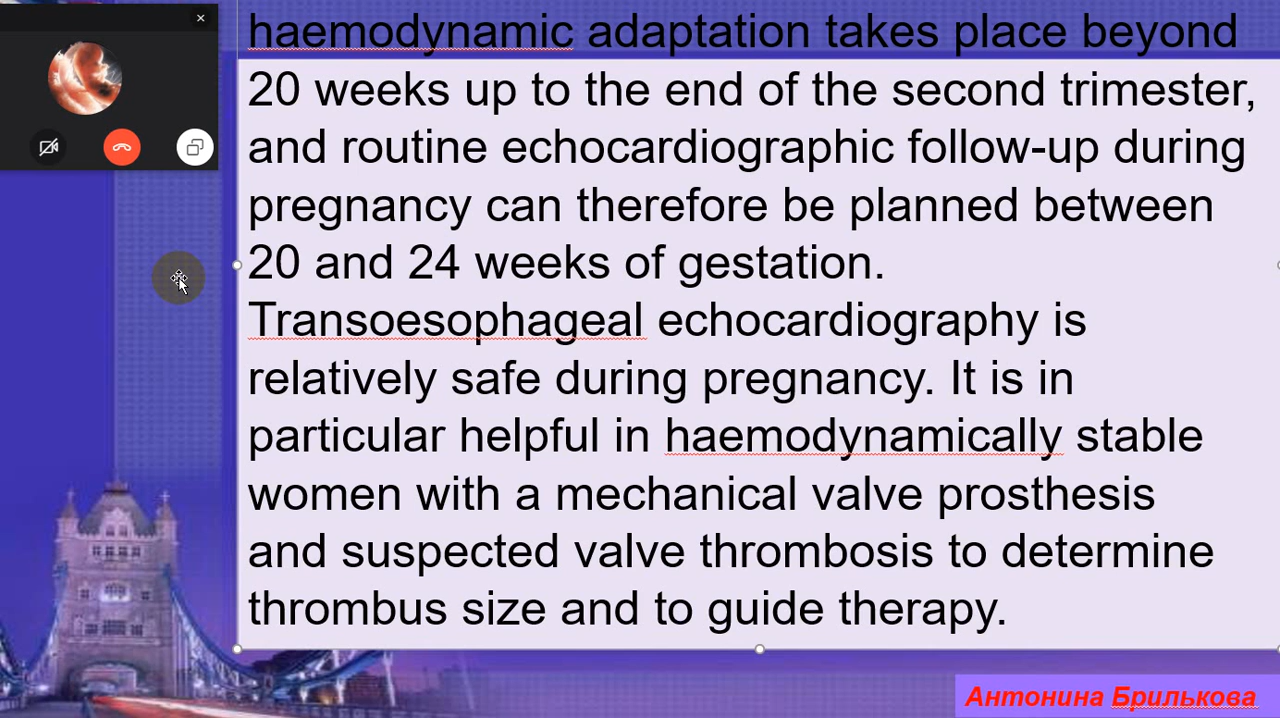 haemodynamic adaptation takes place beyond
20 weeks up to the end of the second trimester,
and routine echocardiographic follow-up during
pregnancy can therefore be planned between
20 and 24 weeks of gestation.
Transoesophageal echocardiography is
relatively safe during pregnancy. It is in
particular helpful in haemodynamically stable
women with a mechanical valve prosthesis
and suspected valve thrombosis to determine
thrombus size and to guide therapy.
Антонина Брилькова